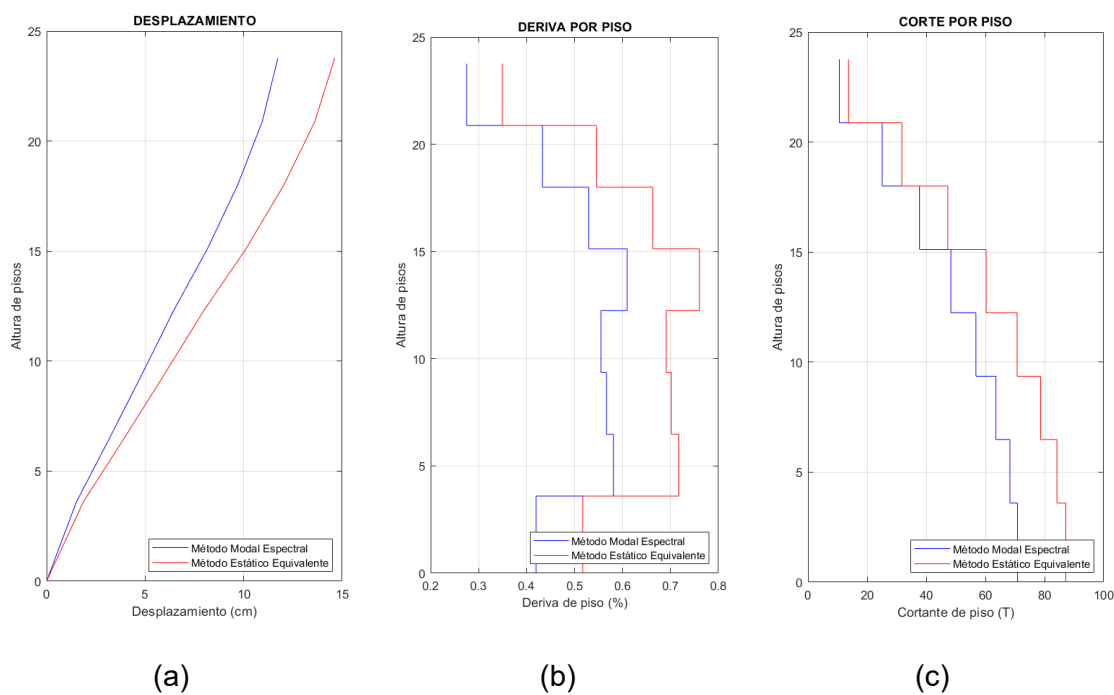 DESPLAZAMIENTO
25
20
15
10
5
0
Altura de pisos
0 5 10 15
Desplazamiento (cm)
Método Modal Espectral
Método Estático Equivalente
(a)
DERIVA POR PISO
25
20
15
10
5
0
Altura de pisos
0.2 0.3 0.4 0.5 0.6 0.7 0.8
Deriva de piso (%)
Método Modal Espectral
Método Estático Equivalente
(b)
CORTE POR PISO
25
20
15
10
5
0
Altura de pisos
0 20 40 60 80 100
Cortante de piso (T)
Método Modal Espectral
Método Estático Equivalente
(c)